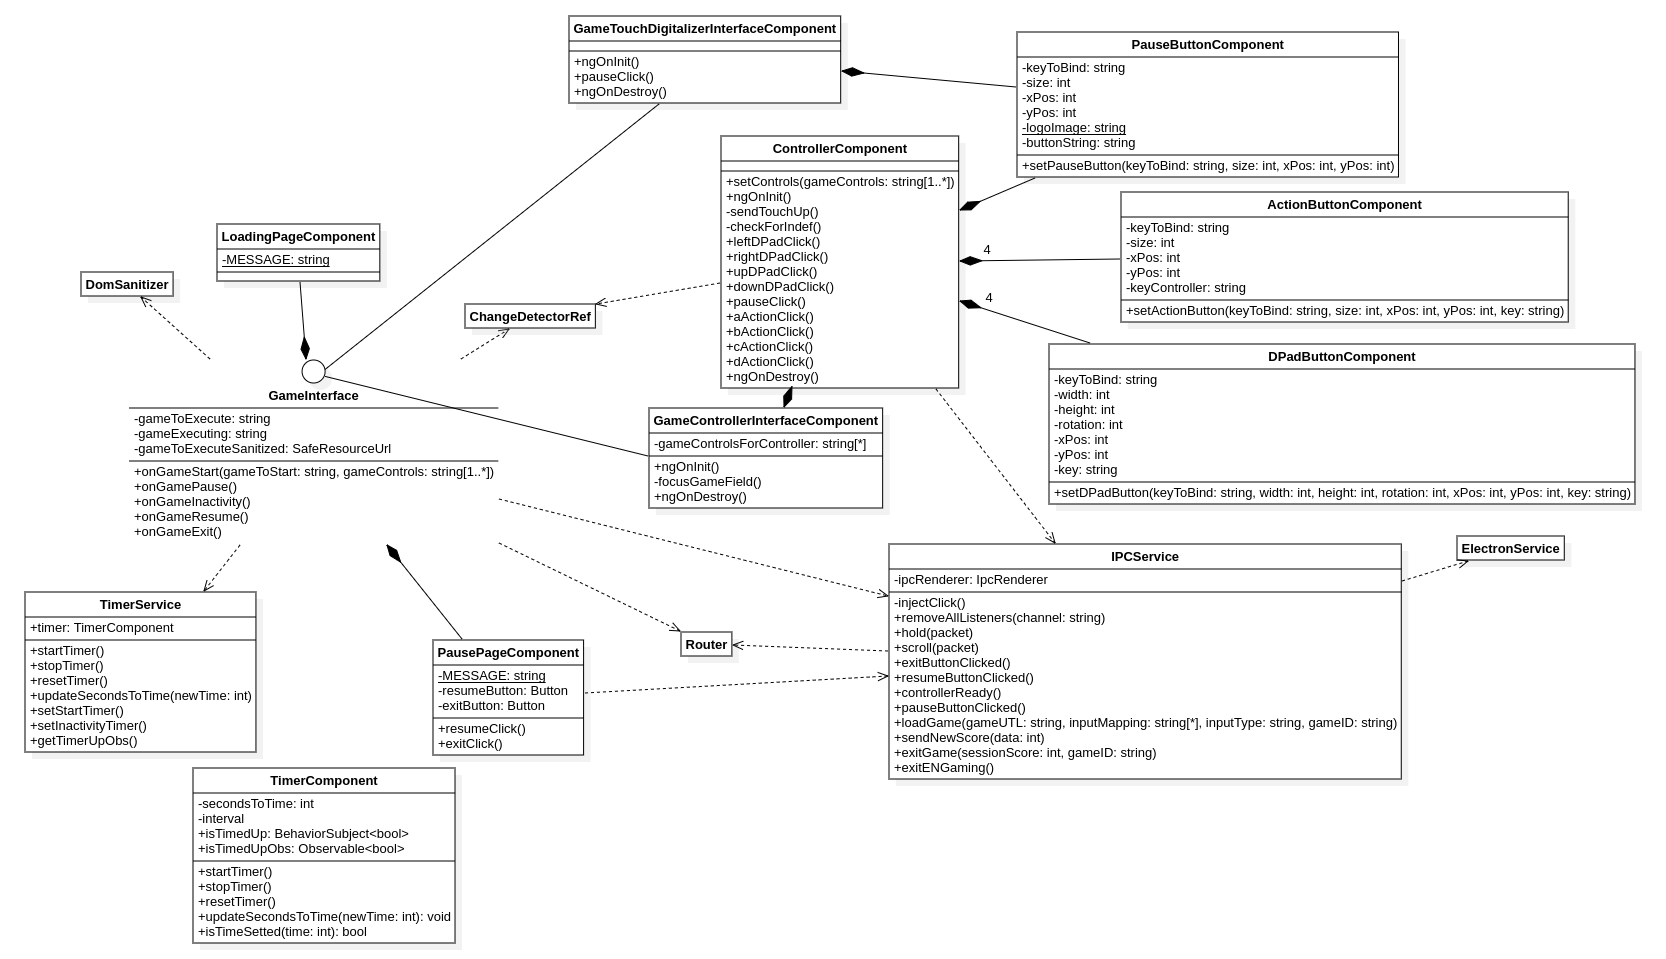 GameTouchDigitalizerInterfaceComponent
+ngOnInit()
+pauseClick()
+ngOnDestroy()
PauseButtonComponent
-keyToBind: string
-size: int
-xPos: int
-yPos: int
-logoImage: string
-buttonString: string
+setPauseButton(keyToBind: string, size: int, xPos: int, yPos: int)
ControllerComponent
+setControls(gameControls: string[1..*])
+ngOnInit()
-sendTouchUp()
-checkForIndef()
+leftDPadClick()
+rightDPadClick()
+upDPadClick()
+downDPadClick()
+pauseClick()
+aActionClick()
+bActionClick()
+cActionClick()
+dActionClick()
+ngOnDestroy()
ActionButtonComponent
-keyToBind: string
-size: int
-xPos: int
-yPos: int
-keyController: string
+setActionButton(keyToBind: string, size: int, xPos: int, yPos: int, key: string)
4
4
LoadingPageComponent
-MESSAGE: string
DomSanitizer
ChangeDetectorRef
DPadButtonComponent
-keyToBind: string
-width: int
-height: int
-rotation: int
-xPos: int
-yPos: int
-key: string
+setDPadButton(keyToBind: string, width: int, height: int, rotation: int, xPos: int, yPos: int, key: string)
GameInterface
-gameToExecute: string
-gameExecuting: string
-gameToExecuteSanitized: SafeResourceUrl
+onGameStart(gameToStart: string, gameControls: string[1..*])
+onGamePause()
+onGameInactivity()
+onGameResume()
+onGameExit()
GameControllerInterfaceComponent
-gameControlsForController: string[*]
+ngOnInit()
-focusGameField()
+ngOnDestroy()
IPCService
-ipcRenderer: IpcRenderer
-injectClick()
+removeAllListeners(channel: string)
+hold(packet)
+scroll(packet)
+exitButtonClicked()
+resumeButtonClicked()
+controllerReady()
+pauseButtonClicked()
+loadGame(gameUTL: string, inputMapping: string[*], inputType: string, gameID: string)
+sendNewScore(data: int)
+exitGame(sessionScore: int, gameID: string)
+exitENGaming()
ElectronService
TimerService
+timer: TimerComponent
+startTimer()
+stopTimer()
+resetTimer()
+updateSecondsToTime(newTime: int)
+setStartTimer()
+setInactivityTimer()
+getTimerUpObs()
PausePageComponent
-MESSAGE: string
-resumeButton: Button
-exitButton: Button
+resumeClick()
+exitClick()
Router
TimerComponent
-secondsToTime: int
-interval
+isTimedUp: BehaviorSubject<bool>
+isTimedUpObs: Observable<bool>
+startTimer()
+stopTimer()
+resetTimer()
+updateSecondsToTime(newTime: int): void
+isTimeSetted(time: int): bool